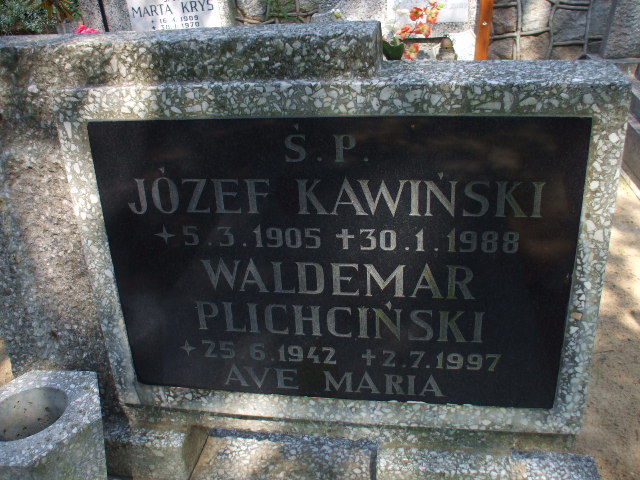 MARTA KRYŚ
Ś.P.
JÓZEF KAWIŃSKI
5.3.1905 +30.1.1988
WALDEMAR
PLICHCIŃSKI
25.6.1942 +2.7.1997
AVE MARIA